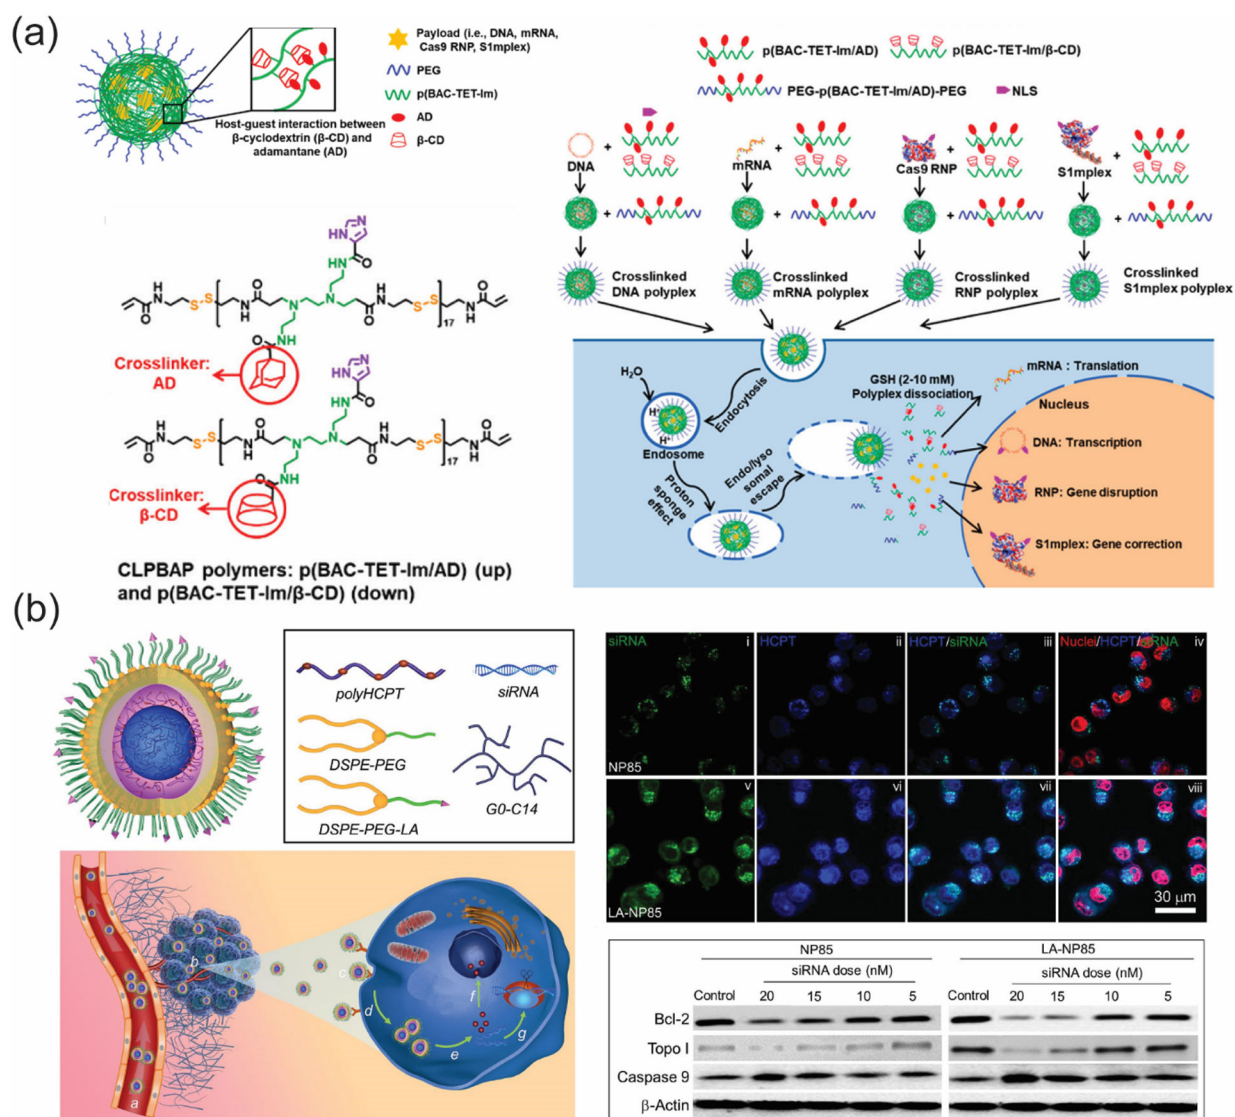 (a)
Payload (i.e., DNA, mRNA,
Cas9 RNP, S1mplex)
PEG
p(BAC-TET-Im)
AD
β-CD
Host-guest interaction between
β-cyclodextrin (β-CD) and
adamantane (AD)
HN
N
O
HN
O
N
H
S
S
N
H
O
N
N
O
N
H
S
S
17
H
N
O
NH
O
Crosslinker:
AD
HN
N
O
HN
O
N
H
S
S
N
H
O
N
N
O
N
H
S
S
17
H
N
O
NH
O
Crosslinker:
β-CD
CLPBAP polymers: p(BAC-TET-Im/AD) (up)
and p(BAC-TET-Im/β-CD) (down)
p(BAC-TET-Im/AD)
p(BAC-TET-Im/β-CD)
PEG-p(BAC-TET-Im/AD)-PEG
NLS
DNA
+
mRNA
+
Cas9 RNP
+
S1mplex
+
+
+
+
+
Crosslinked
DNA polyplex
Crosslinked
mRNA polyplex
Crosslinked
RNP polyplex
Crosslinked
S1mplex polyplex
H₂O
H⁺
H⁺
Endosome
Endocytosis
Proton
sponge
effect
Endo/lyso
somal
escape
GSH (2-10 mM)
Polyplex dissociation
mRNA : Translation
Nucleus
DNA: Transcription
RNP: Gene disruption
S1mplex: Gene correction
(b)
polyHCPT
siRNA
DSPE-PEG
G0-C14
DSPE-PEG-LA
a
b
c
d
e
f
g
siRNA
i
HCPT
ii
HCPT/siRNA
iii
Nuclei/HCPT/siRNA
iv
NP85
v
vi
vii
viii
LA-NP85
30 μm
NP85
LA-NP85
siRNA dose (nM)
siRNA dose (nM)
Control 20 15 10 5
Control 20 15 10 5
Bcl-2
Topo I
Caspase 9
β-Actin